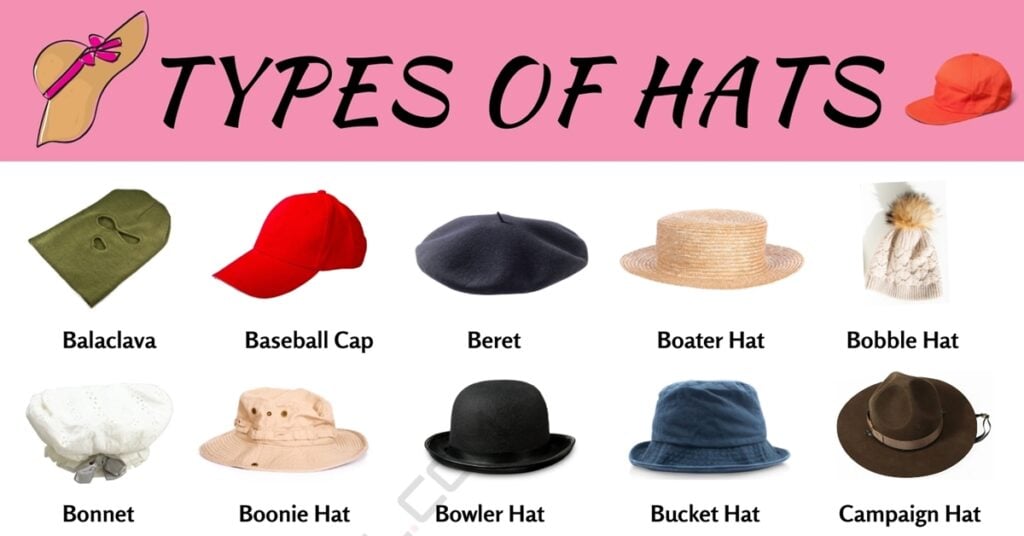 TYPES OF HATS
Balaclava
Baseball Cap
Beret
Boater Hat
Bobble Hat
Bonnet
Boonie Hat
Bowler Hat
Bucket Hat
Campaign Hat